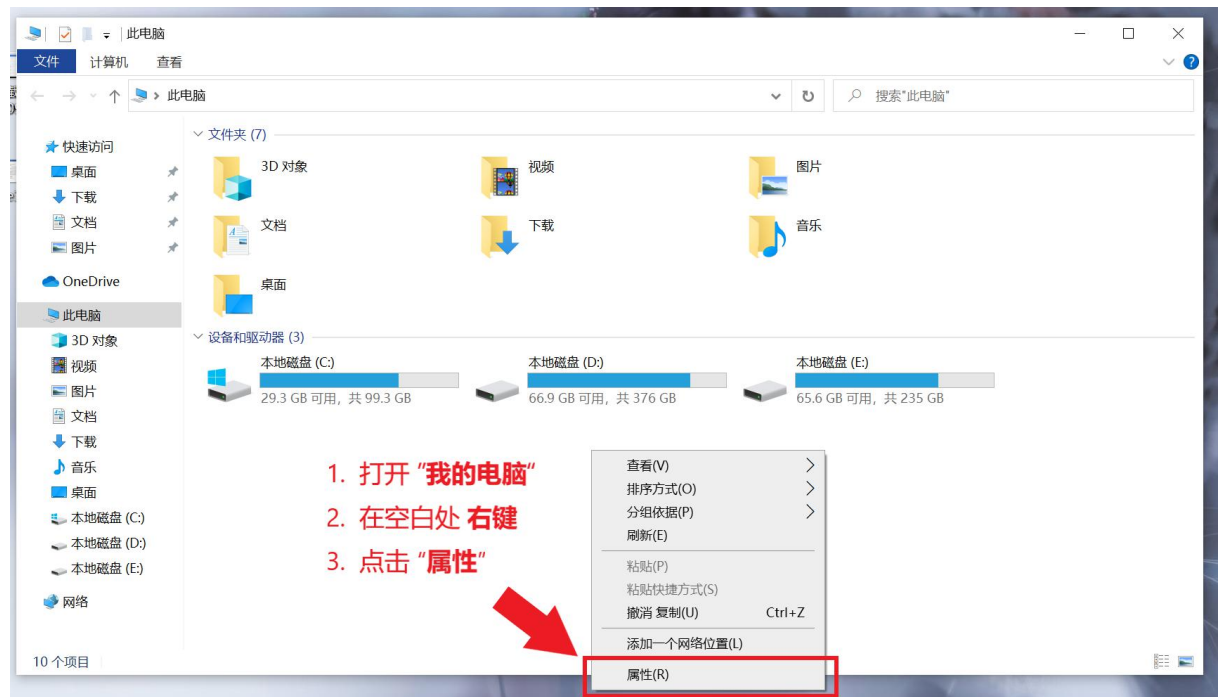 此电脑
文件 计算机 查看
此电脑 搜索"此电脑"
快速访问
桌面
下载
文档
图片
OneDrive
此电脑
3D 对象
视频
图片
文档
下载
音乐
桌面
本地磁盘 (C:)
本地磁盘 (D:)
本地磁盘 (E:)
网络
文件夹 (7)
3D 对象 视频 图片
文档 下载 音乐
桌面
设备和驱动器 (3)
本地磁盘 (C:) 本地磁盘 (D:) 本地磁盘 (E:)
29.3 GB 可用，共 99.3 GB 66.9 GB 可用，共 376 GB 65.6 GB 可用，共 235 GB
1. 打开 "我的电脑"
2. 在空白处 右键
3. 点击 "属性"
查看(V)
排序方式(O)
分组依据(P)
刷新(E)
粘贴(P)
粘贴快捷方式(S)
撤消 复制(U) Ctrl+Z
添加一个网络位置(L)
属性(R)
10 个项目